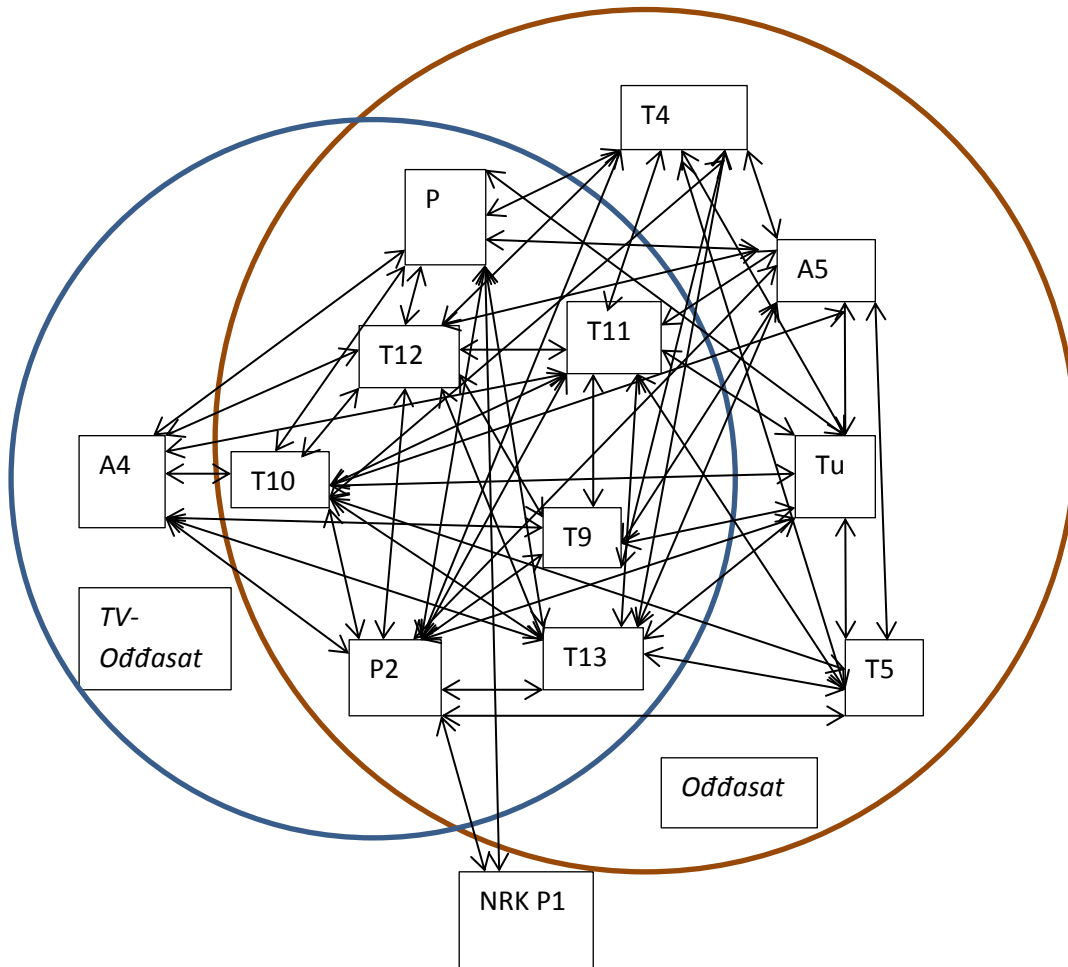 T4
P
A5
T12
T11
A4
T10
Tu
T9
TV-
Ođđasat
P2
T13
T5
Ođđasat
NRK P1